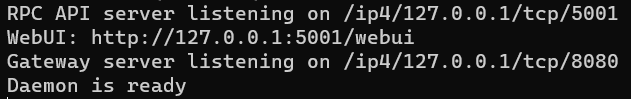 RPC API server listening on /ip4/127.0.0.1/tcp/5001
WebUI: http://127.0.0.1:5001/webui
Gateway server listening on /ip4/127.0.0.1/tcp/8080
Daemon is ready